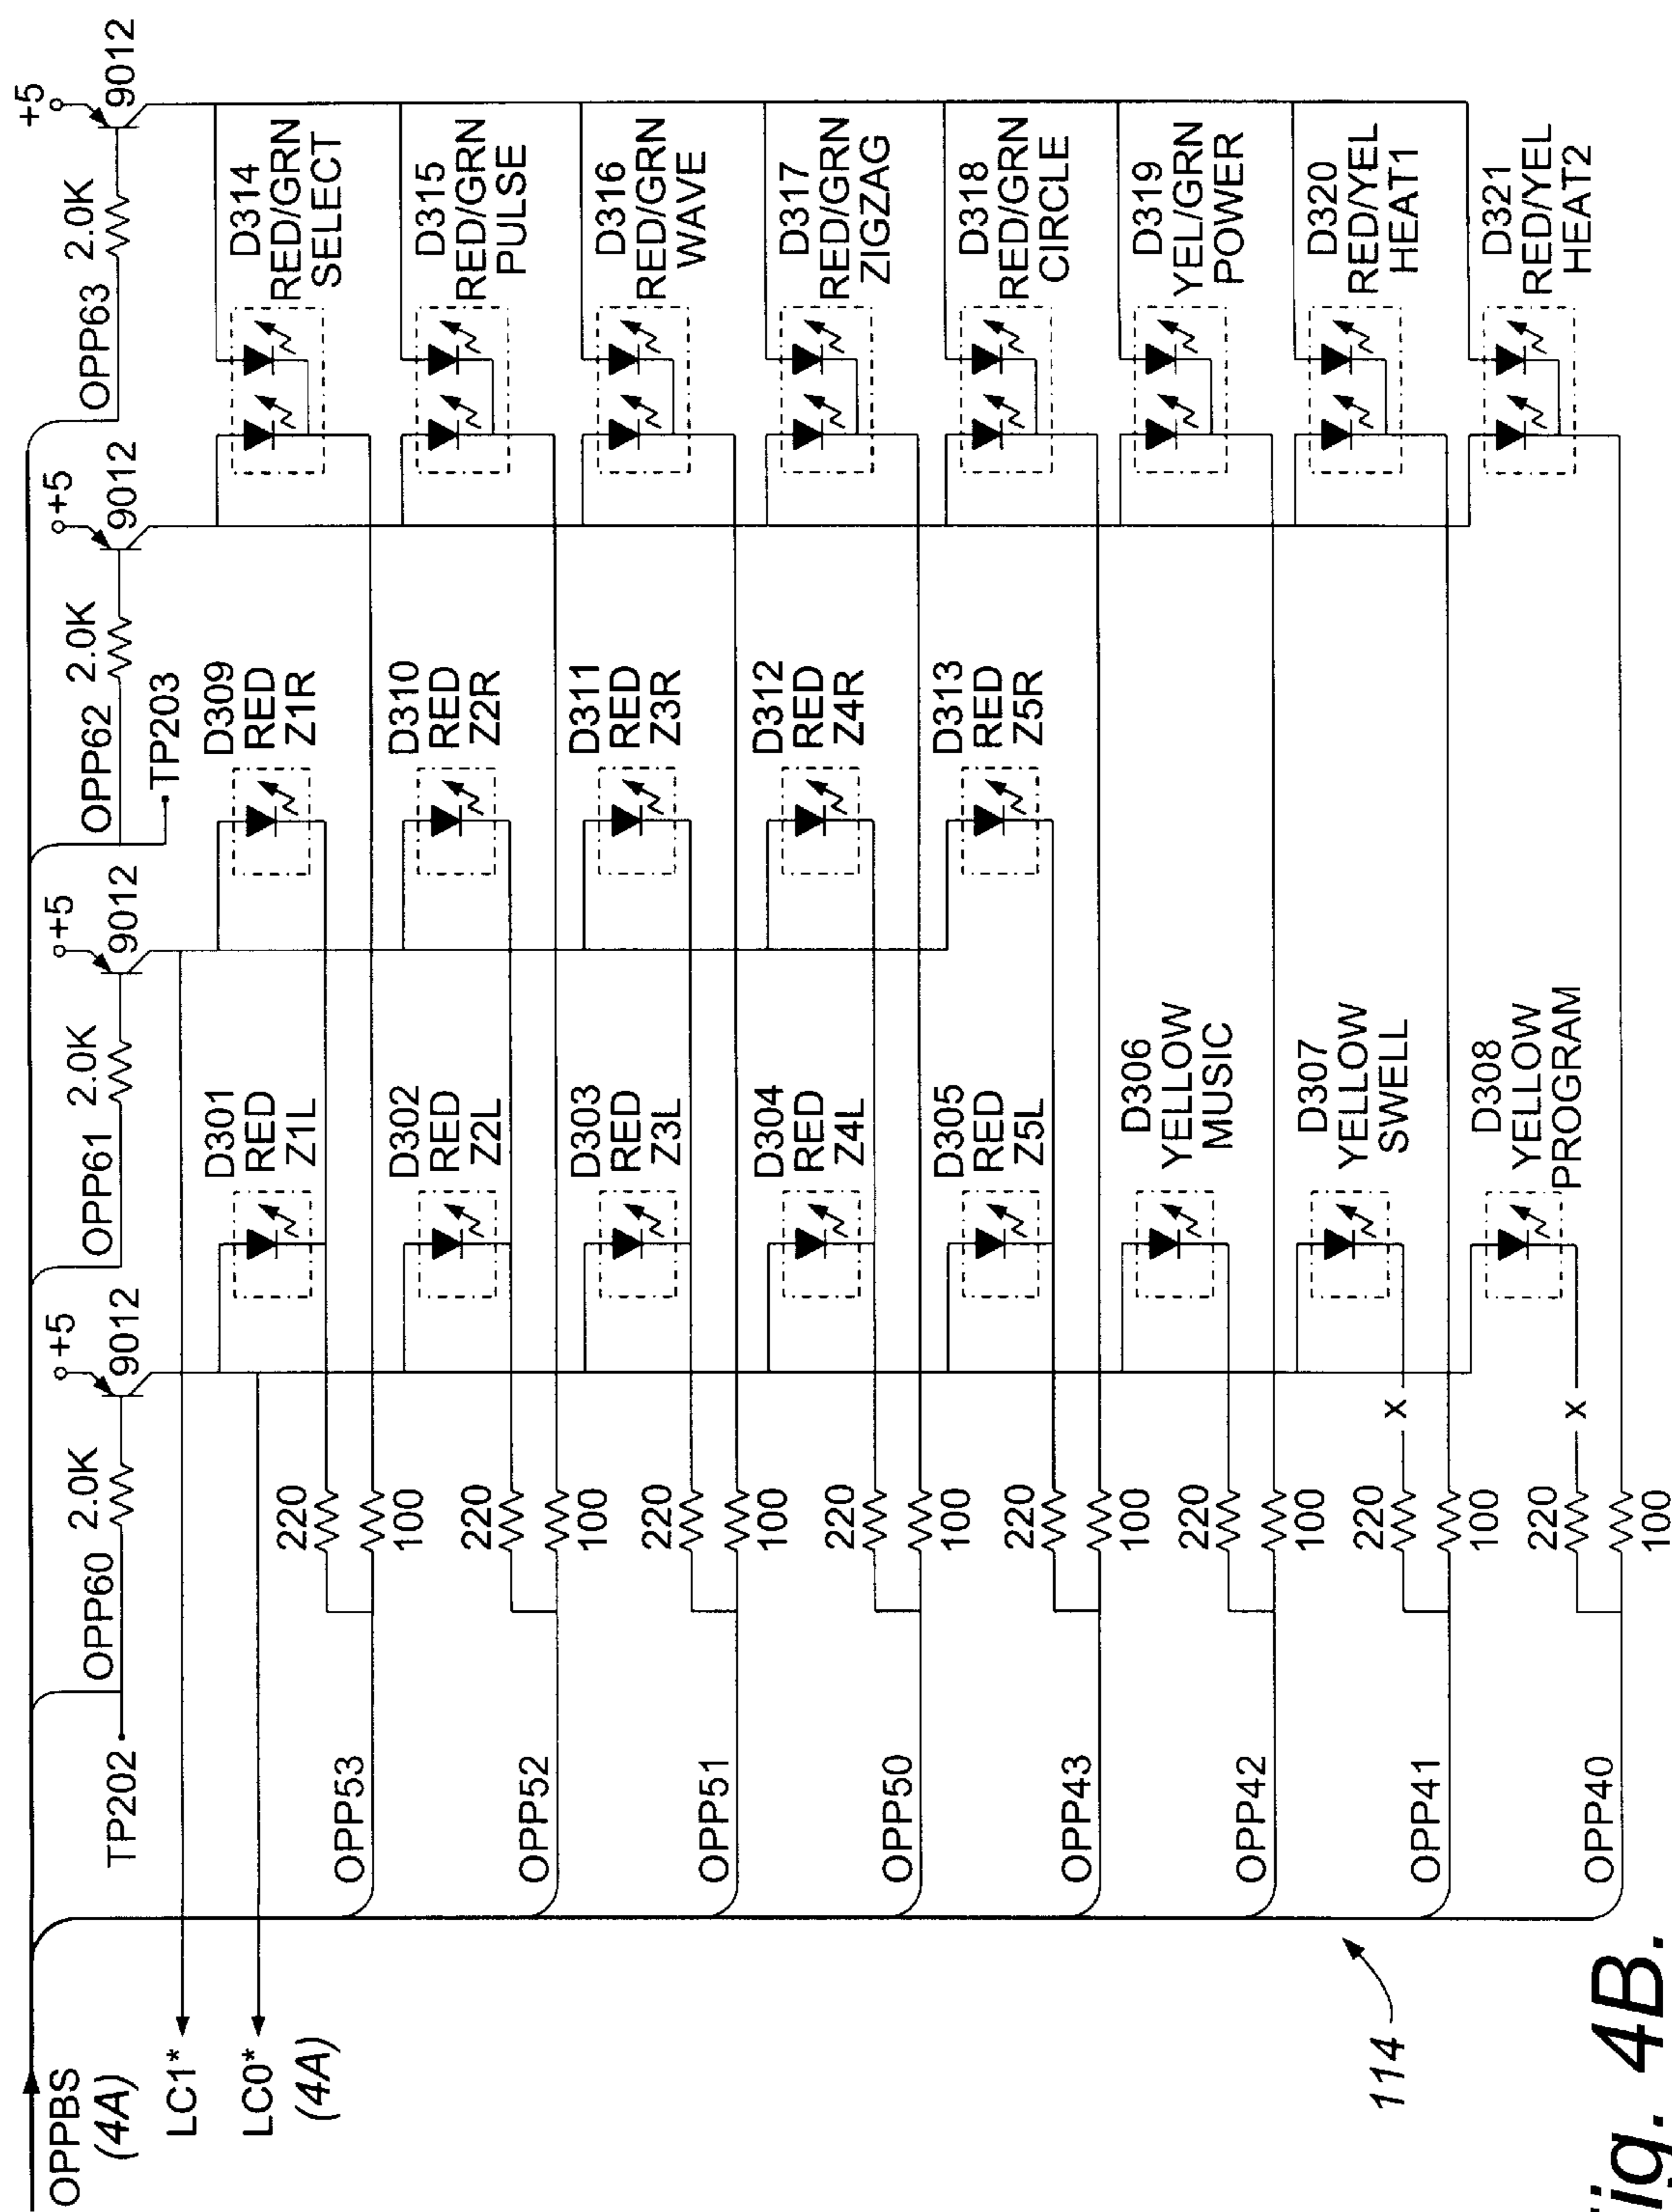 OPPBS
(4A)
LC1*
LC0*
(4A)
TP202
OPP60
2.0K
+5
9012
OPP61
2.0K
+5
9012
TP203
OPP62
2.0K
+5
9012
OPP63
2.0K
+5
9012
OPP53
220
100
D301
RED
Z1L
D309
RED
Z1R
D314
RED/GRN
SELECT
OPP52
220
100
D302
RED
Z2L
D310
RED
Z2R
D315
RED/GRN
PULSE
OPP51
220
100
D303
RED
Z3L
D311
RED
Z3R
D316
RED/GRN
WAVE
OPP50
220
100
D304
RED
Z4L
D312
RED
Z4R
D317
RED/GRN
ZIGZAG
OPP43
220
100
D305
RED
Z5L
D313
RED
Z5R
D318
RED/GRN
CIRCLE
OPP42
220
100
D306
YELLOW
MUSIC
D319
YEL/GRN
POWER
OPP41
220
100
x
D307
YELLOW
SWELL
D320
RED/YEL
HEAT1
OPP40
220
100
x
D308
YELLOW
PROGRAM
D321
RED/YEL
HEAT2
114
Fig. 4B.